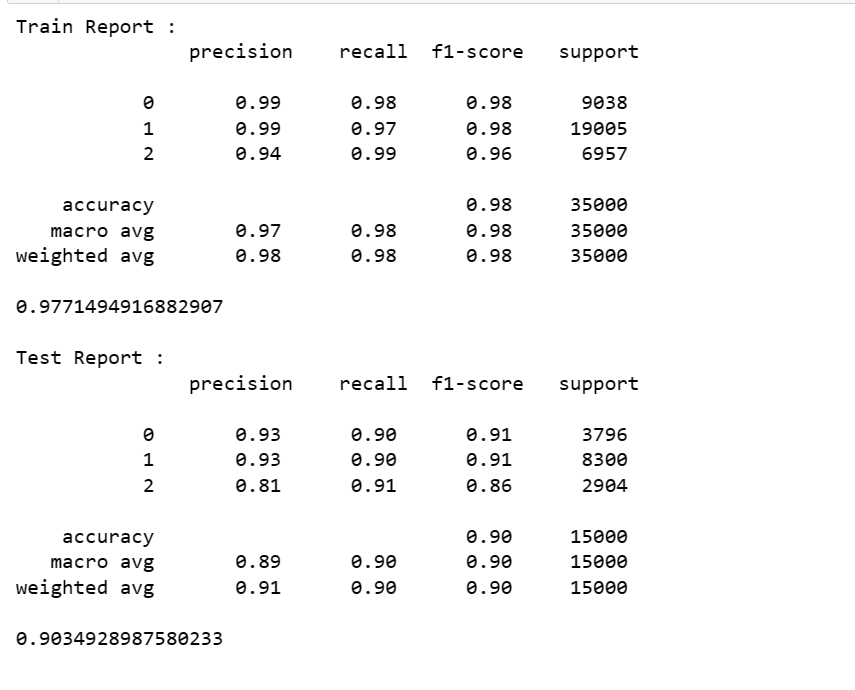 Train Report :
precision recall f1-score support
0 0.99 0.98 0.98 9038
1 0.99 0.97 0.98 19005
2 0.94 0.99 0.96 6957
accuracy 0.98 35000
macro avg 0.97 0.98 0.98 35000
weighted avg 0.98 0.98 0.98 35000
0.9771494916882907
Test Report :
precision recall f1-score support
0 0.93 0.90 0.91 3796
1 0.93 0.90 0.91 8300
2 0.81 0.91 0.86 2904
accuracy 0.90 15000
macro avg 0.89 0.90 0.90 15000
weighted avg 0.91 0.90 0.90 15000
0.9034928987580233